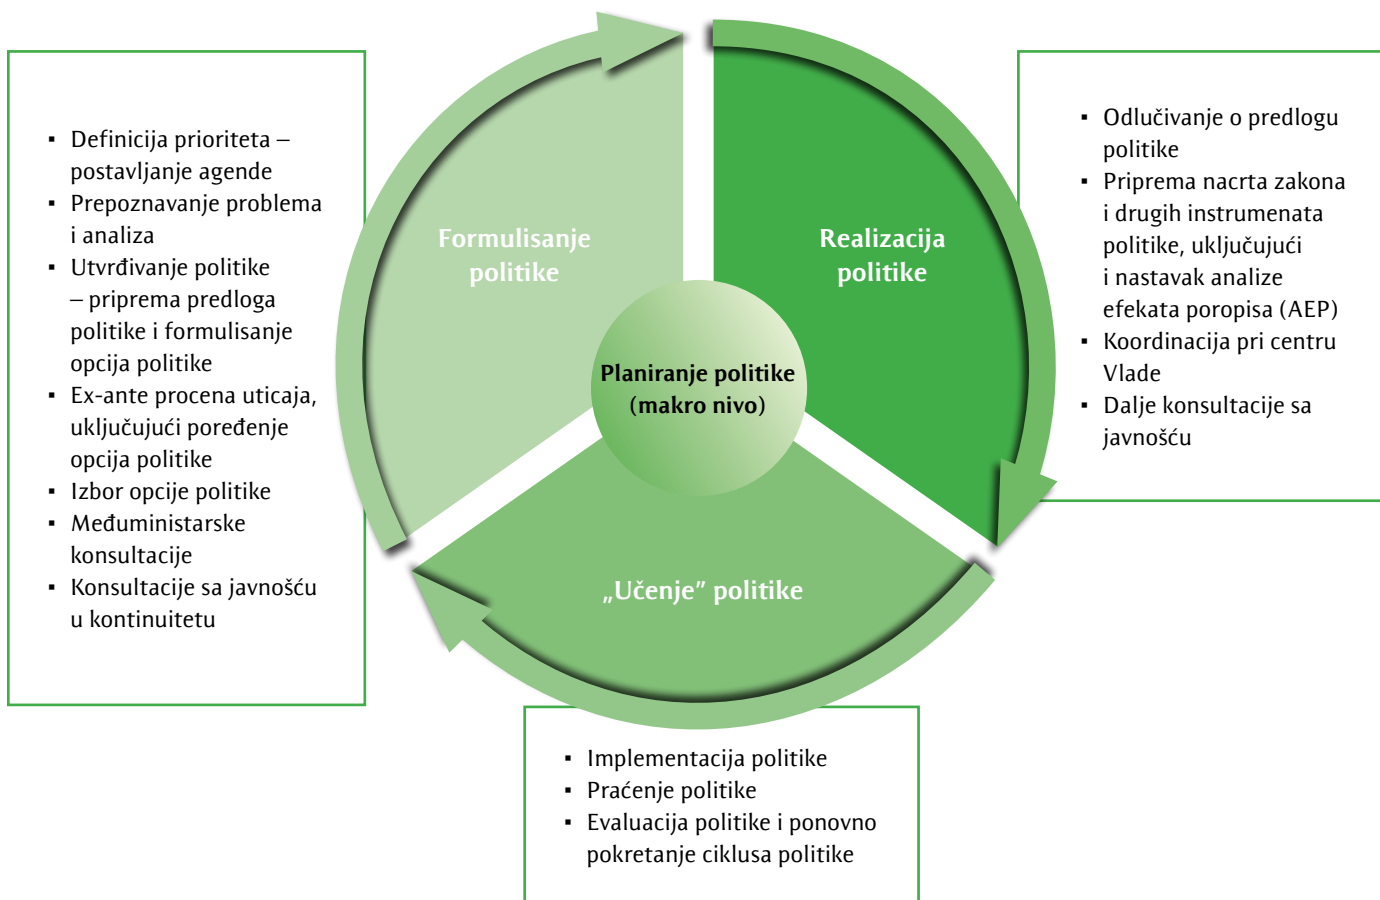 ▪ Definicija prioriteta –
postavljanje agende
▪ Prepoznavanje problema
i analiza
▪ Utvrđivanje politike
– priprema predloga
politike i formulisanje
opcija politike
▪ Ex-ante procena uticaja,
uključujući poređenje
opcija politike
▪ Izbor opcije politike
▪ Međuministarske
konsultacije
▪ Konsultacije sa javnošću
u kontinuitetu
Formulisanje
politike
Realizacija
politike
Planiranje politike
(makro nivo)
„Učenje” politike
▪ Odlučivanje o predlogu
politike
▪ Priprema nacrta zakona
i drugih instrumenata
politike, uključujući
i nastavak analize
efekata poropisa (AEP)
▪ Koordinacija pri centru
Vlade
▪ Dalje konsultacije sa
javnošću
▪ Implementacija politike
▪ Praćenje politike
▪ Evaluacija politike i ponovno
pokretanje ciklusa politike